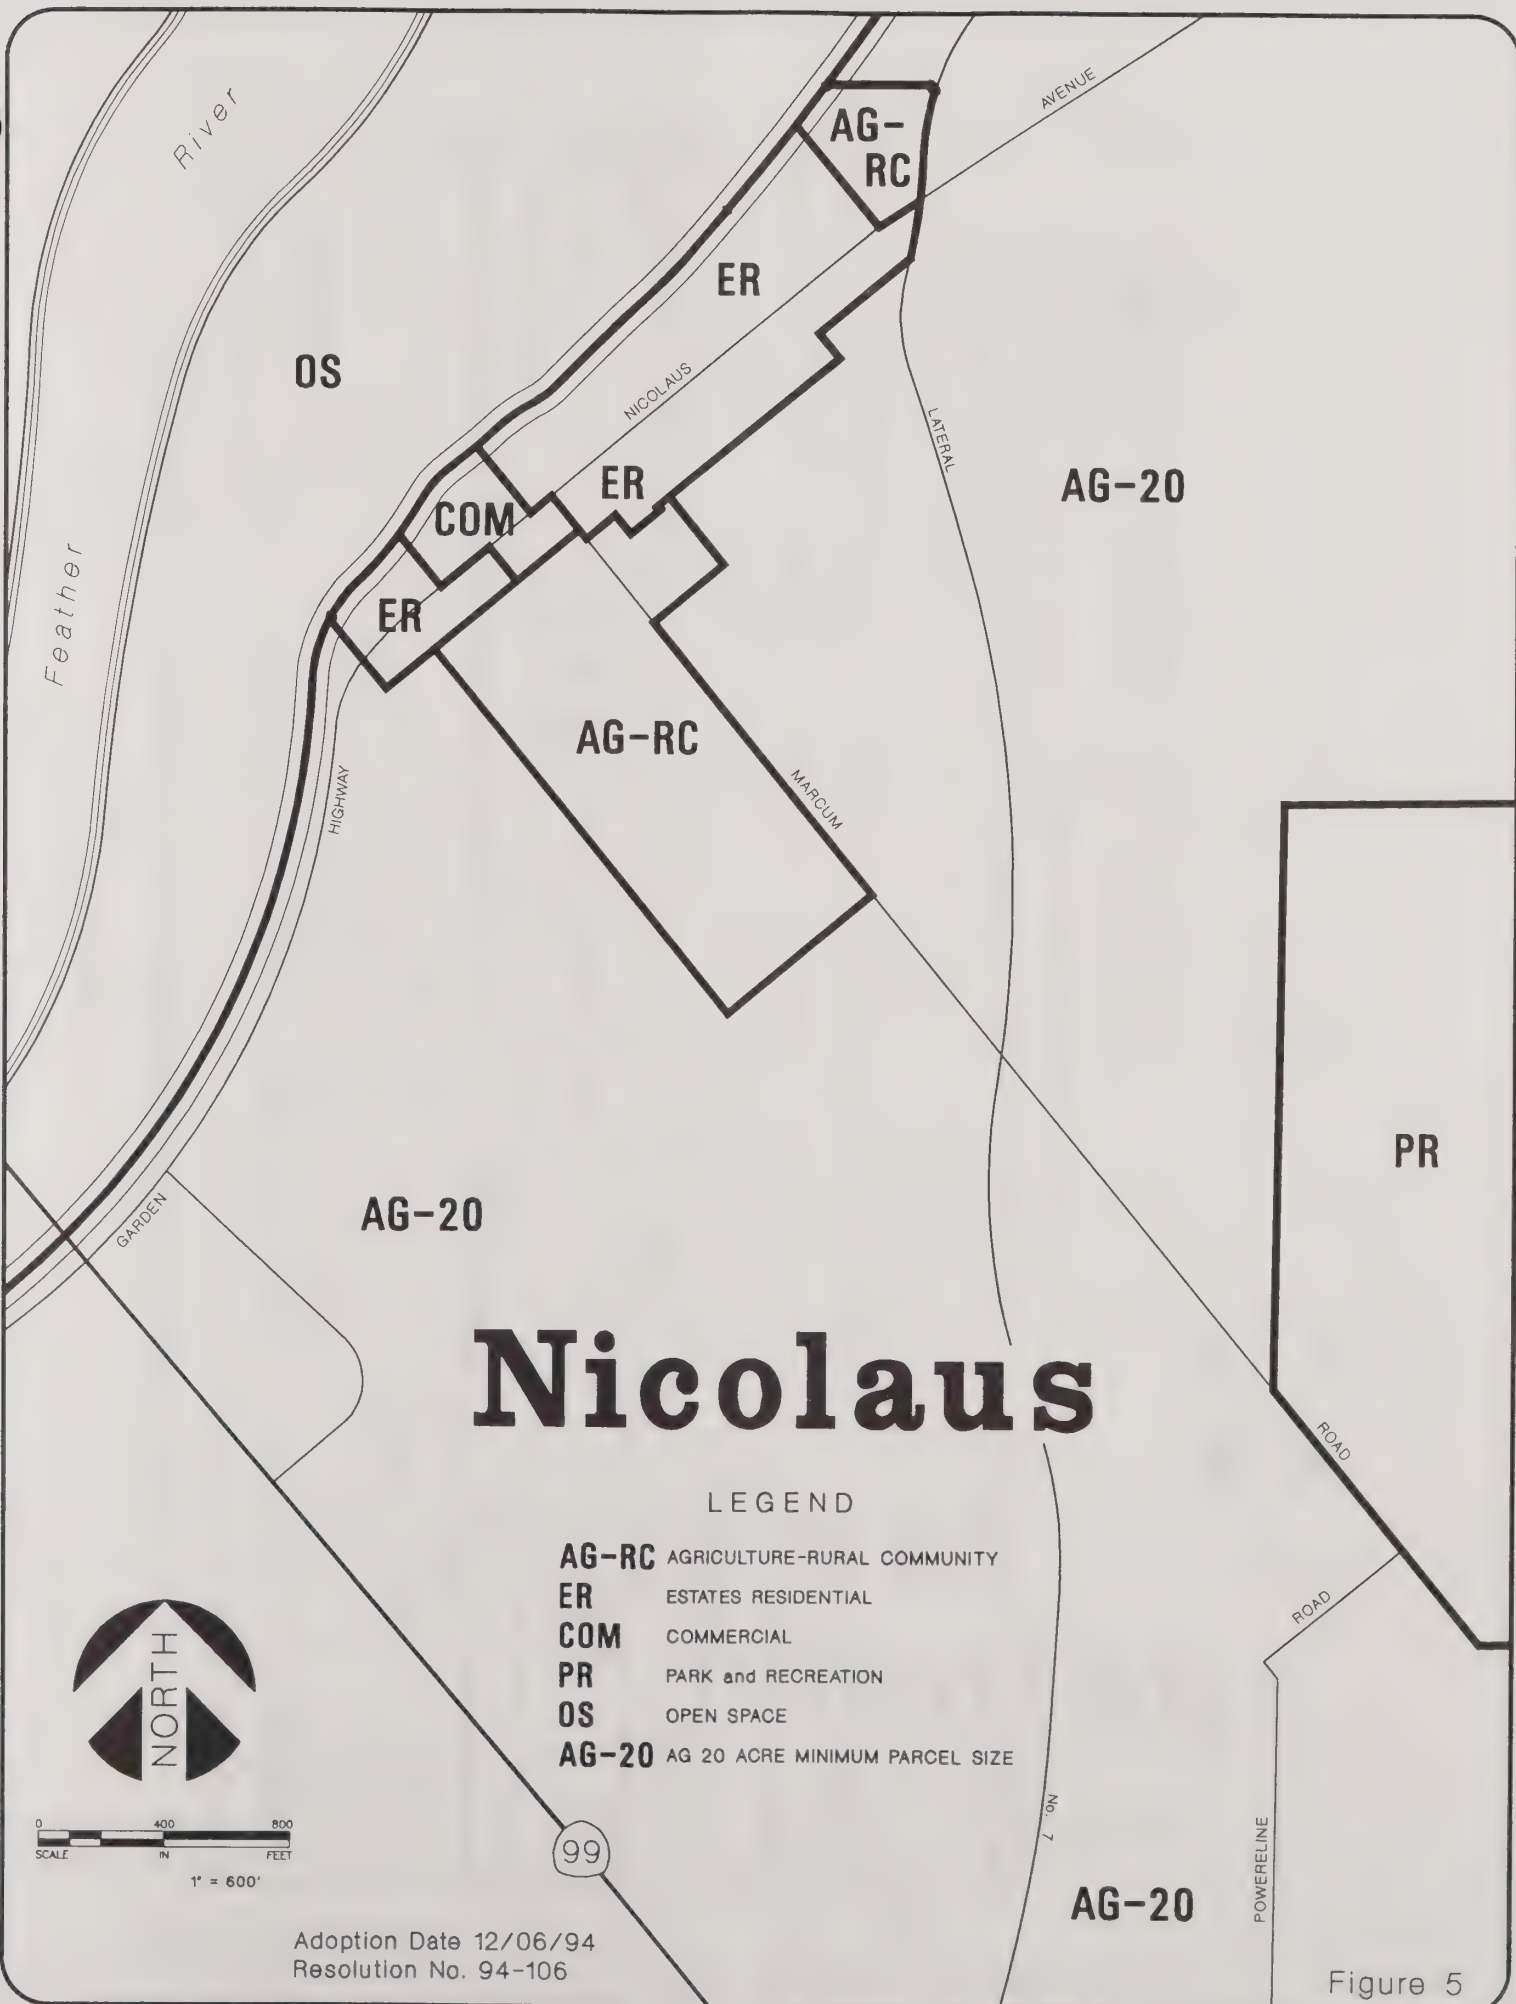 AVENUE
River
AG-
RC
ER
OS
NICOLAUS
LATERAL
ER
AG-20
COM
Feather
ER
AG-RC
HIGHWAY
MARCUM
PR
GARDEN
AG-20
Nicolaus
ROAD
LEGEND
AG-RC AGRICULTURE-RURAL COMMUNITY
ER ESTATES RESIDENTIAL
COM COMMERCIAL
PR PARK and RECREATION
OS OPEN SPACE
AG-20 AG 20 ACRE MINIMUM PARCEL SIZE
ROAD
NORTH
0 400 800
SCALE IN FEET
1" = 600'
99
No. 7
POWERELINE
AG-20
Adoption Date 12/06/94
Resolution No. 94-106
Figure 5